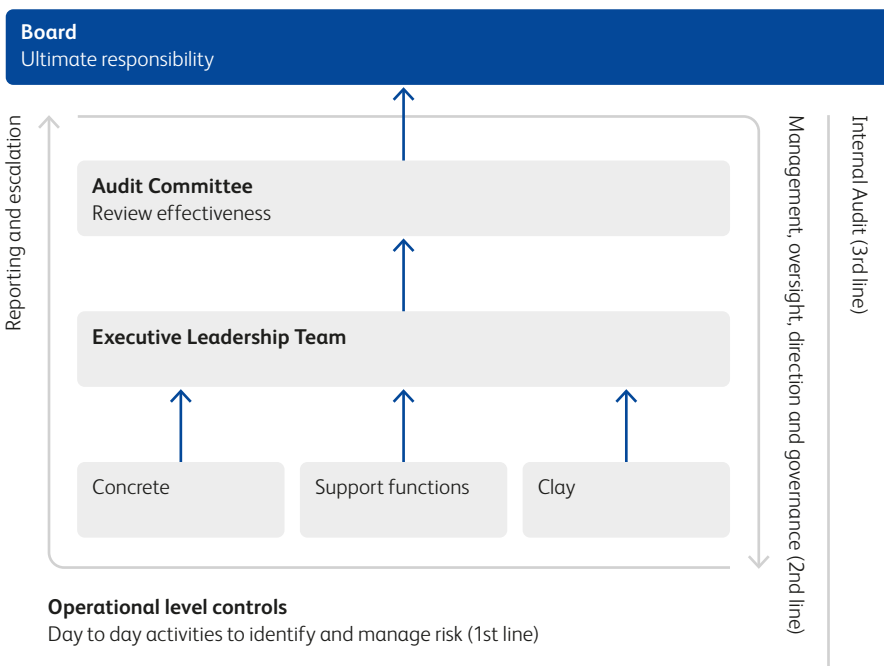 Board
Ultimate responsibility
Reporting and escalation
Audit Committee
Review effectiveness
Executive Leadership Team
Concrete
Support functions
Clay
Management, oversight, direction and governance (2nd line)
Internal Audit (3rd line)
Operational level controls
Day to day activities to identify and manage risk (1st line)